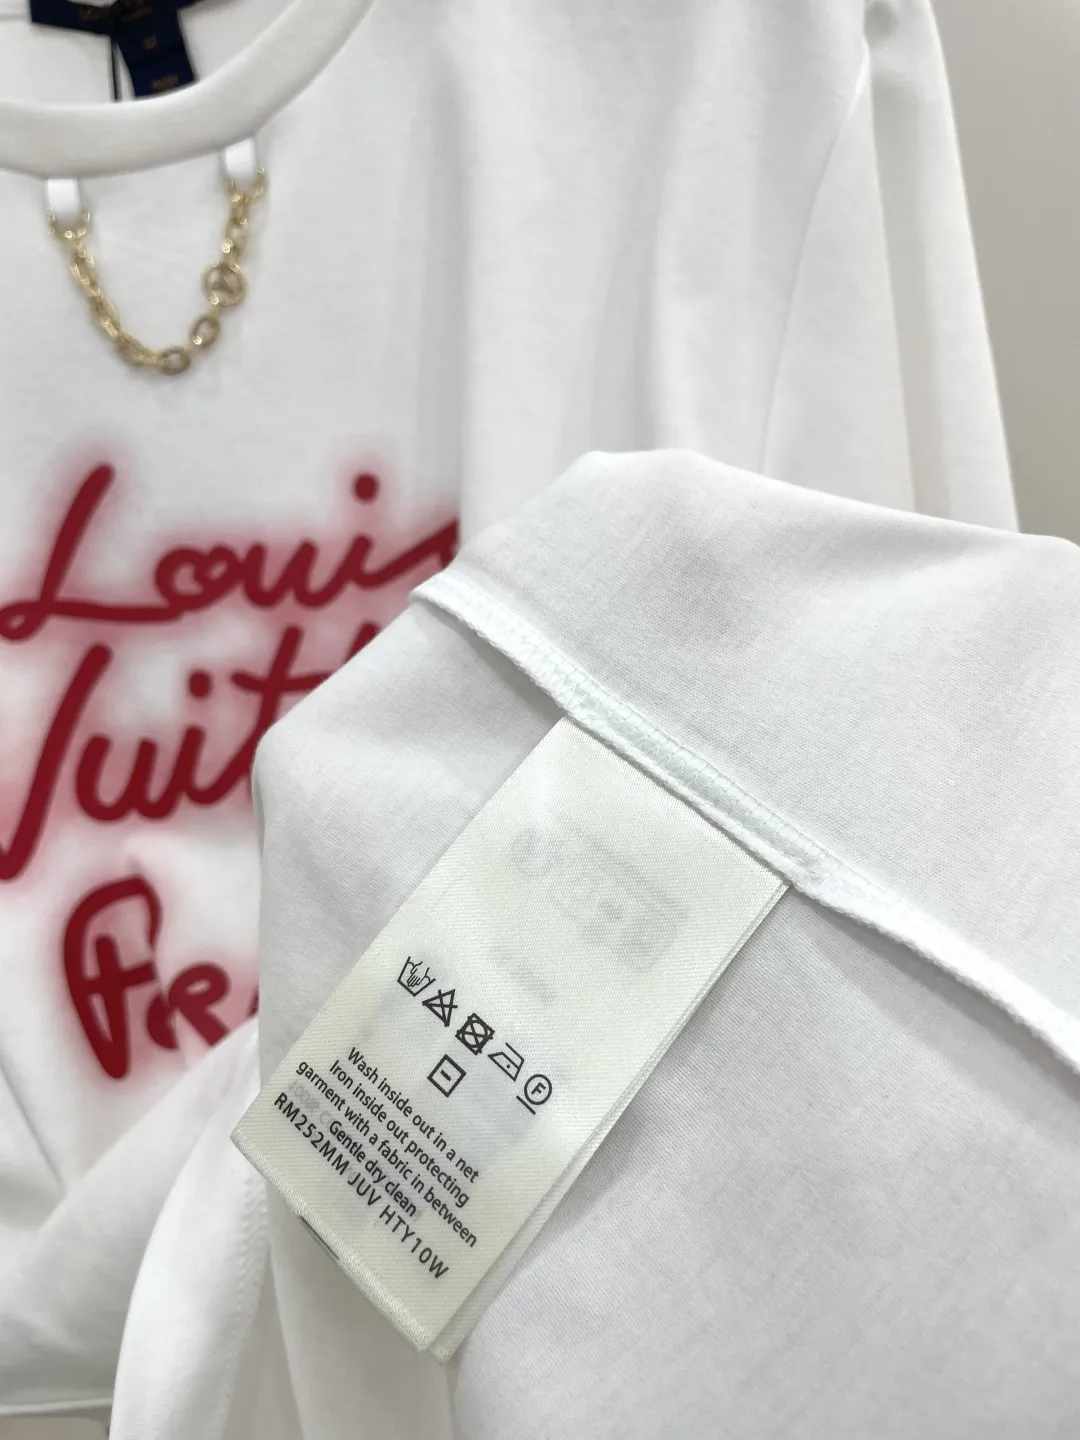 Louis
Vuitt
Fr
F
Wash inside out in a net
Iron inside out protecting
garment with a fabric in between
Gentle dry clean
RM252MM JUV HTY10W